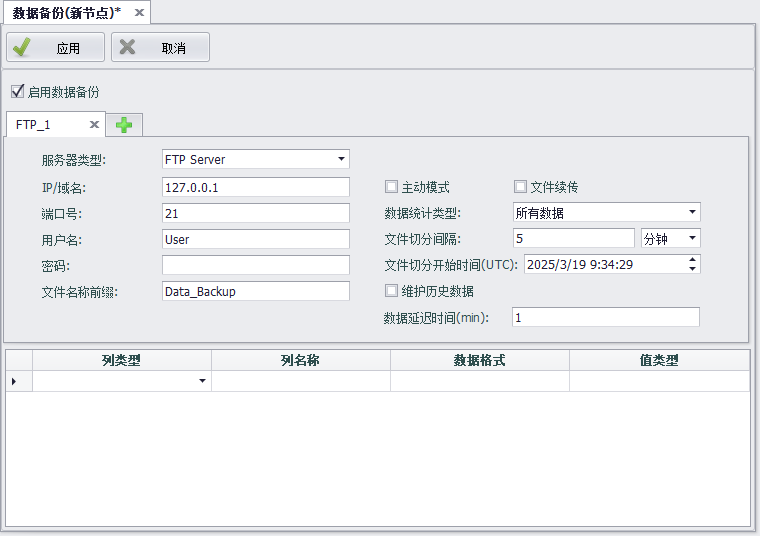 数据备份(新节点)*
应用 取消
启用数据备份
FTP_1
服务器类型: FTP Server
IP/域名: 127.0.0.1 主动模式 文件续传
端口号: 21 数据统计类型: 所有数据
用户名: User 文件切分间隔: 5 分钟
密码: 文件切分开始时间(UTC): 2025/3/19 9:34:29
文件名称前缀: Data_Backup 维护历史数据
数据延迟时间(min): 1
列类型 列名称 数据格式 值类型